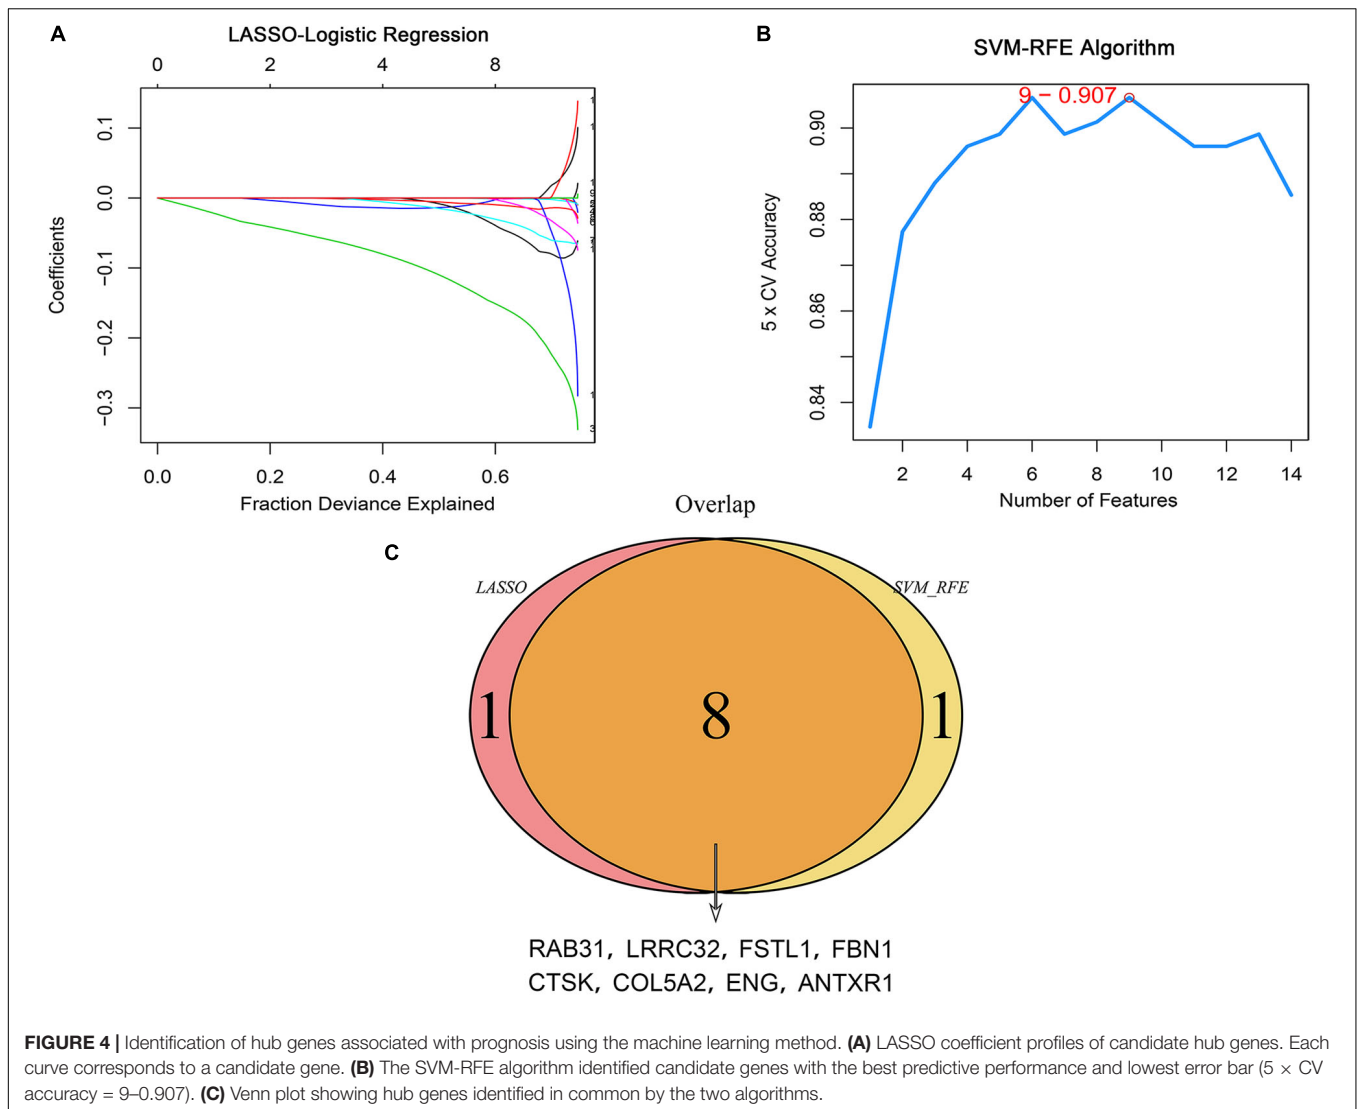 A
LASSO-Logistic Regression
0 2 4 8
0.1
0.0
−0.1
−0.2
−0.3
Coefficients
0.0 0.2 0.4 0.6
Fraction Deviance Explained
B
SVM-RFE Algorithm
9 − 0.907
0.90
0.88
0.86
0.84
5 x CV Accuracy
2 4 6 8 10 12 14
Number of Features
C
Overlap
LASSO
SVM_RFE
1 8 1
RAB31, LRRC32, FSTL1, FBN1
CTSK, COL5A2, ENG, ANTXR1
FIGURE 4 | Identification of hub genes associated with prognosis using the machine learning method. (A) LASSO coefficient profiles of candidate hub genes. Each
curve corresponds to a candidate gene. (B) The SVM-RFE algorithm identified candidate genes with the best predictive performance and lowest error bar (5 × CV
accuracy = 9–0.907). (C) Venn plot showing hub genes identified in common by the two algorithms.